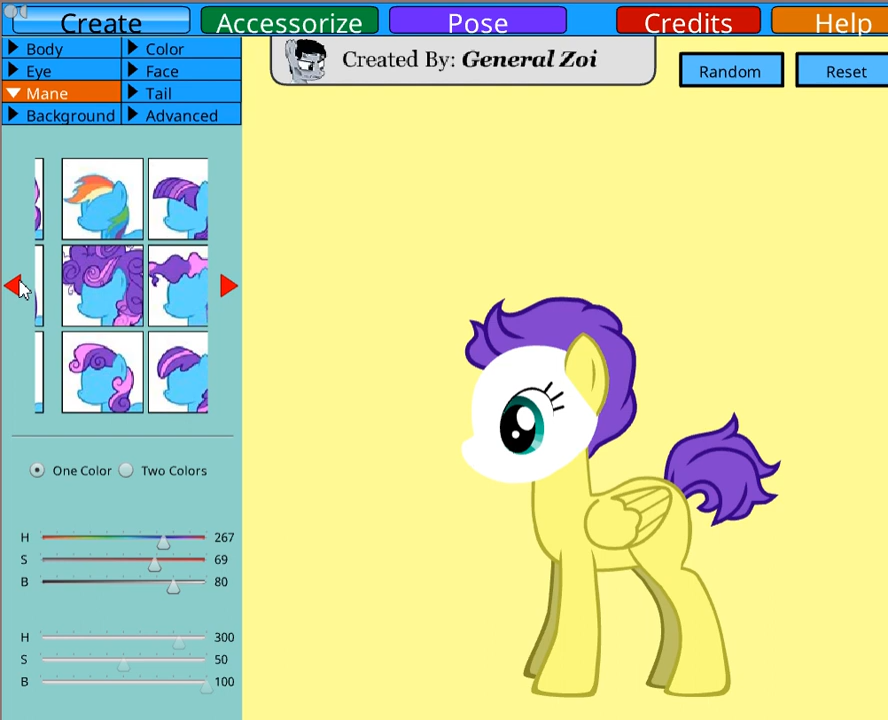 Create Accessorize Pose Credits Help
Body Color
Eye Face
Mane Tail
Background Advanced
Created By: General Zoi
Random Reset
One Color Two Colors
H 267
S 69
B 80
H 300
S 50
B 100